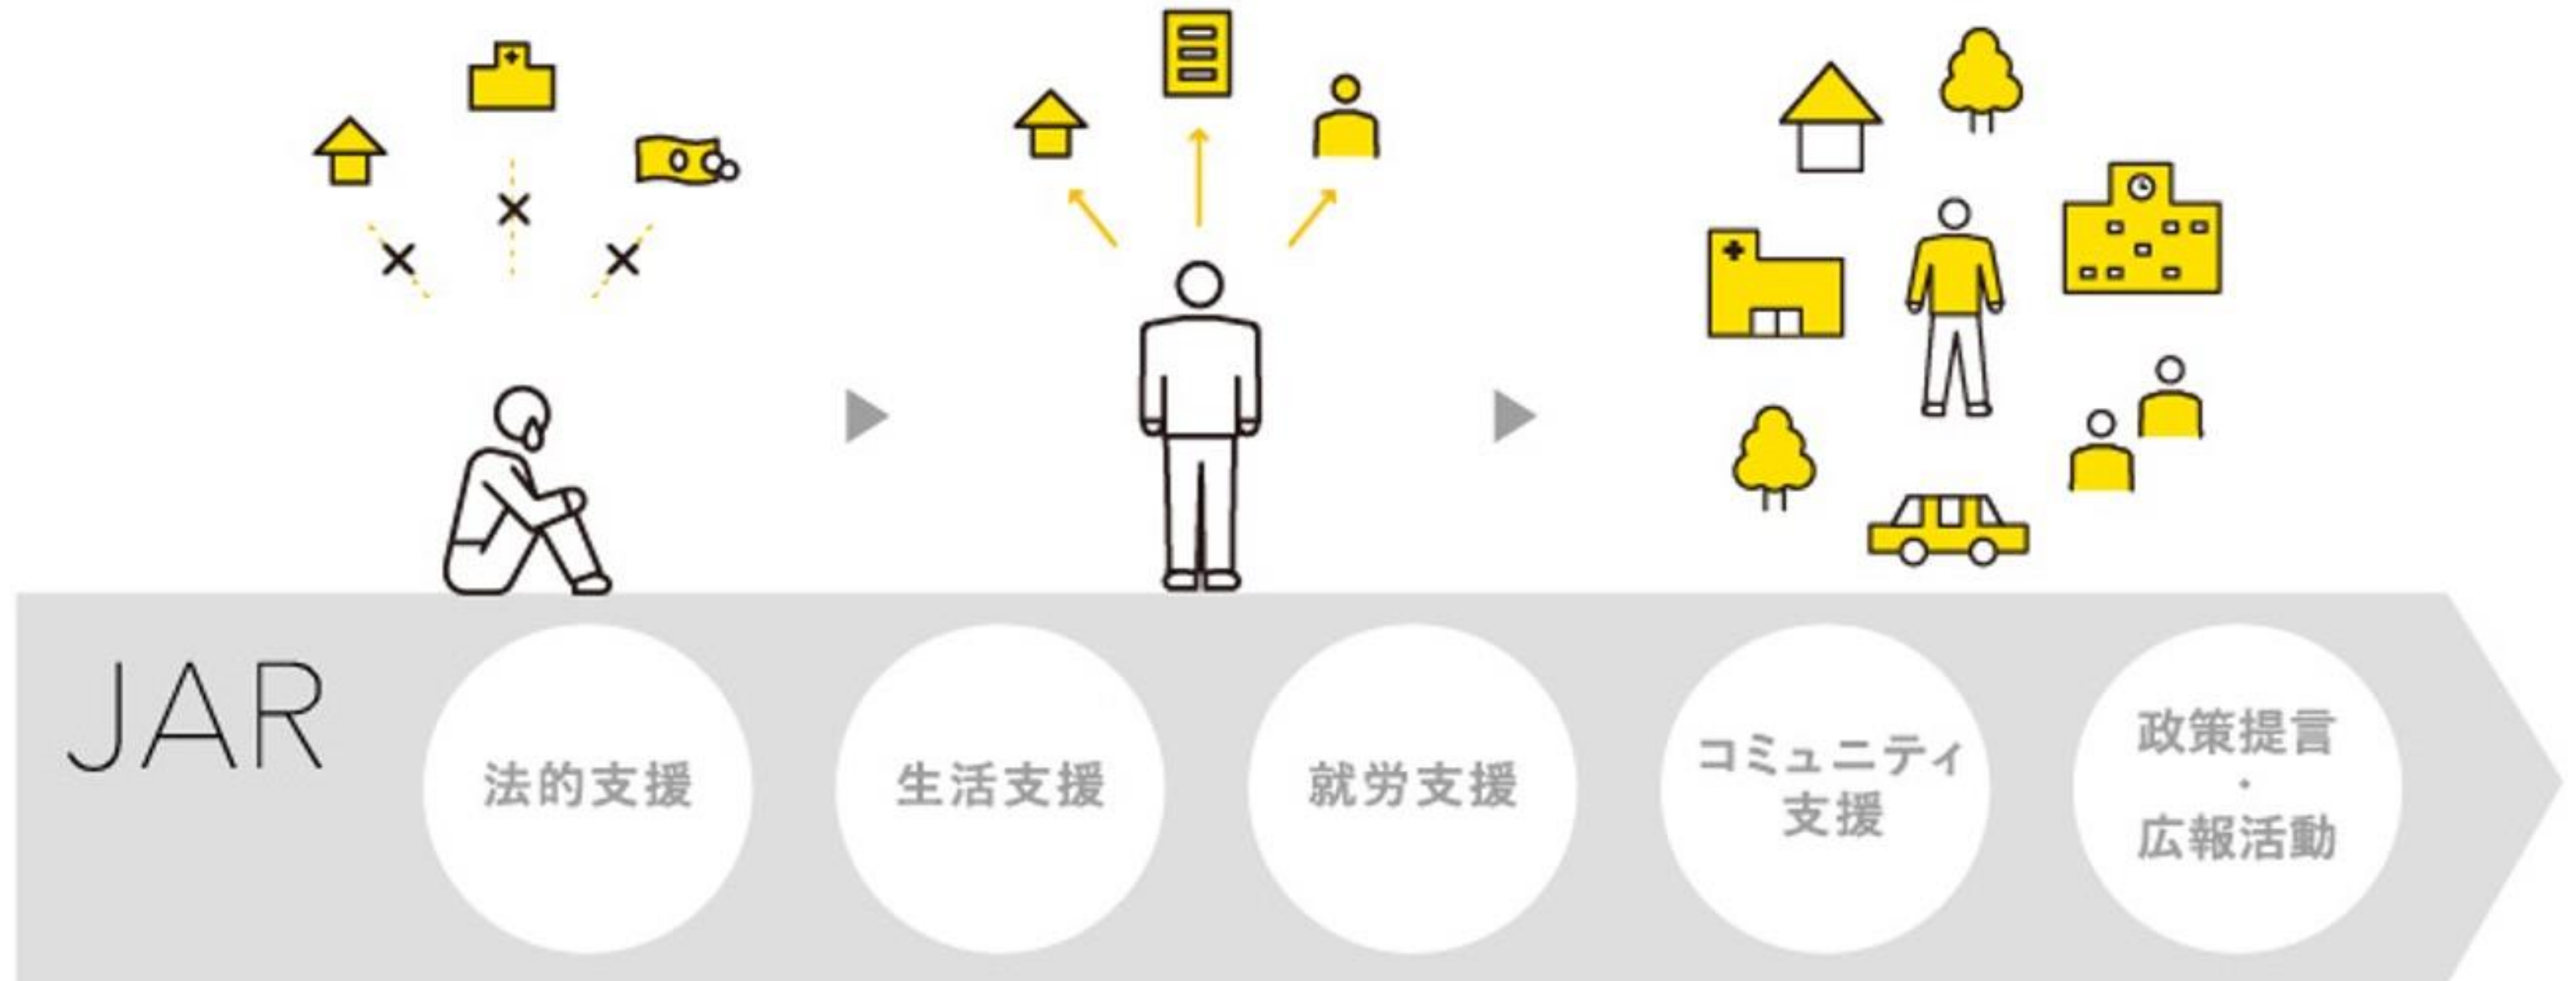 JAR
法的支援
生活支援
就労支援
コミュニティ
支援
政策提言
・
広報活動